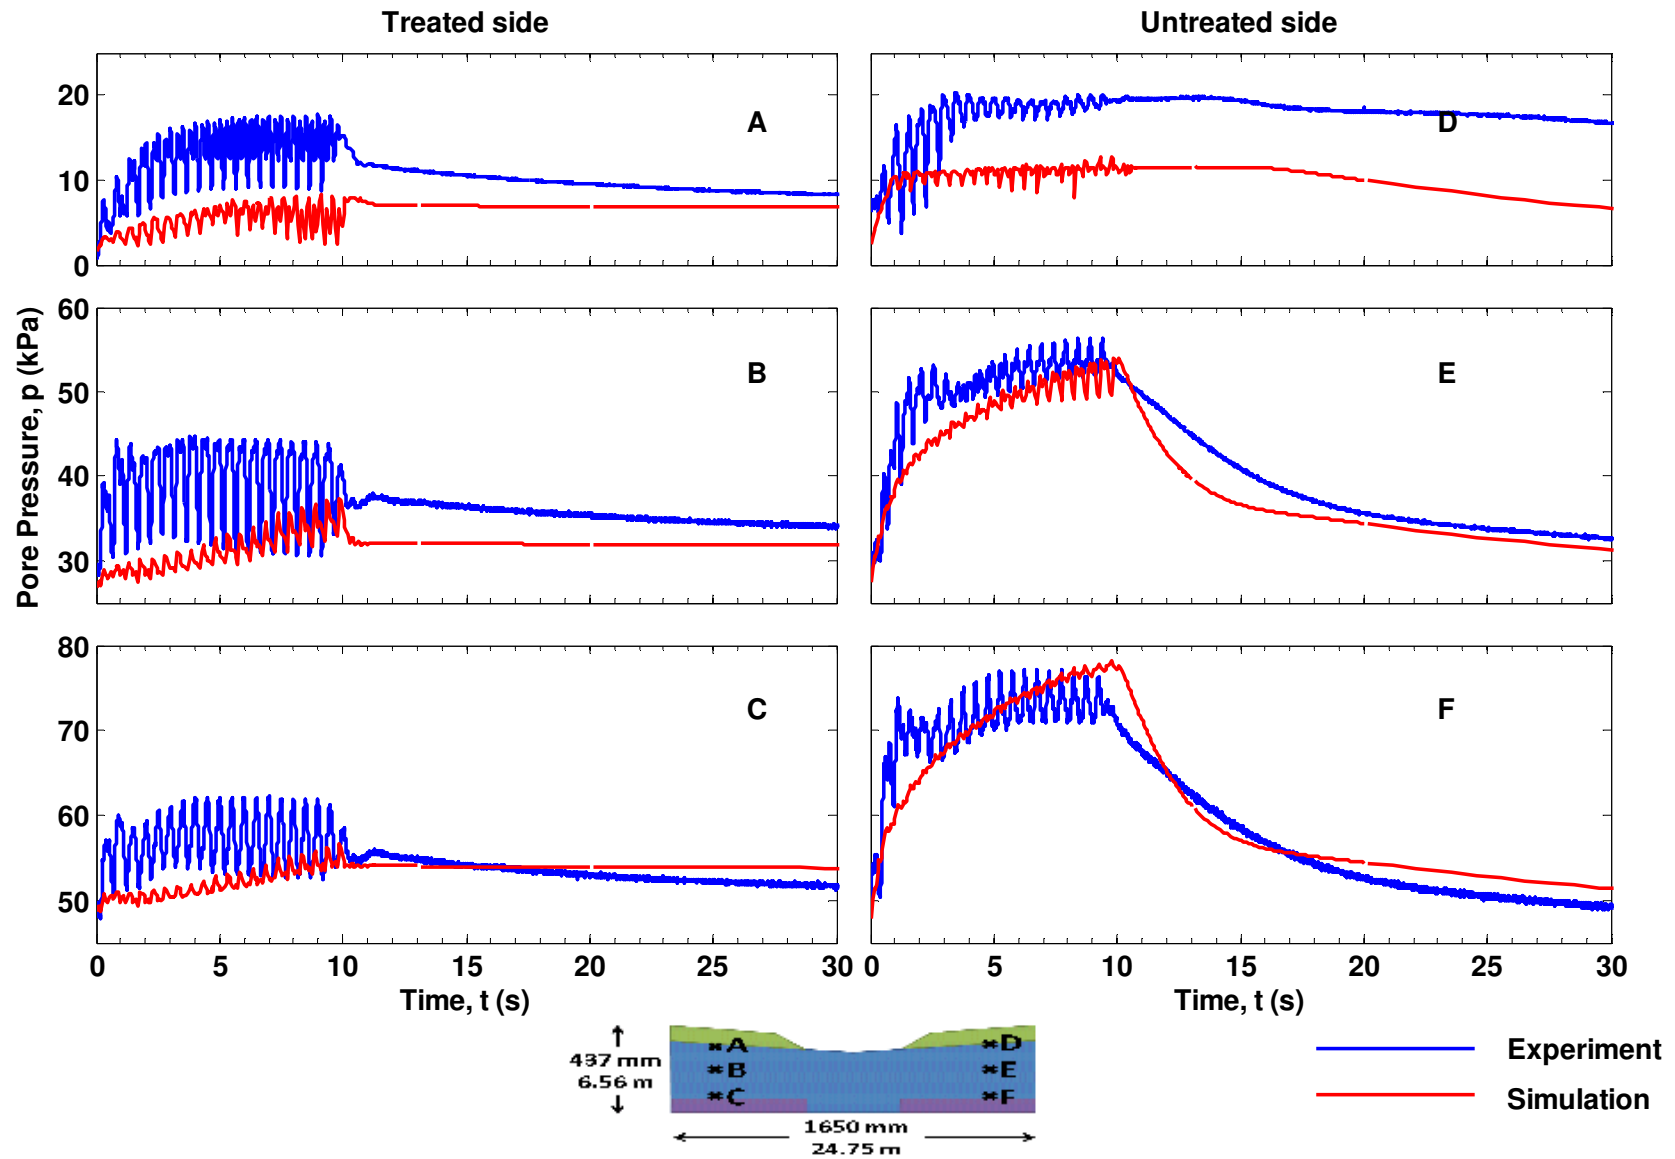 Treated side
Untreated side
20
10
0
A
D
60
50
40
30
B
E
Pore Pressure, p (kPa)
80
70
60
50
C
F
0 5 10 15 20 25 30
0 5 10 15 20 25 30
Time, t (s)
Time, t (s)
437 mm
6.56 m
A
B
C
D
E
F
1650 mm
24.75 m
Experiment
Simulation